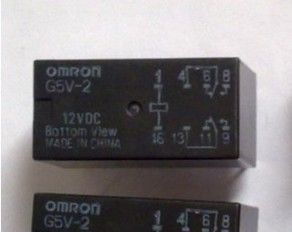 OMRON
G5V-2
12VDC
Bottom View
MADE IN CHINA
1 4 6 8
16 13 11 9
OMRON
G5V-2
1 4 6 8